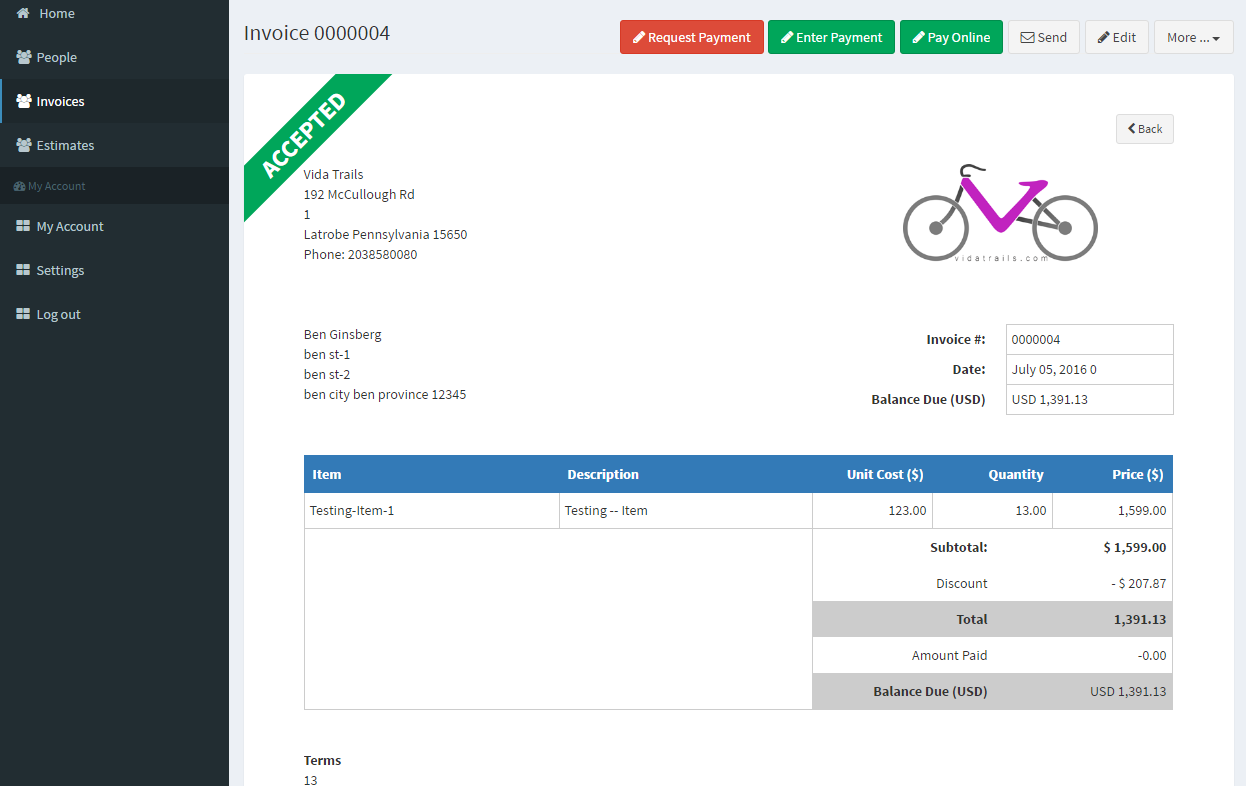 Home
People
Invoices
Estimates
My Account
My Account
Settings
Log out
Invoice 0000004
Request Payment
Enter Payment
Pay Online
Send
Edit
More ...
ACCEPTED
Back
Vida Trails
192 McCullough Rd
1
Latrobe Pennsylvania 15650
Phone: 2038580080
vidatrails.com
Ben Ginsberg
ben st-1
ben st-2
ben city ben province 12345
Invoice #: 0000004
Date: July 05, 2016 0
Balance Due (USD) USD 1,391.13
Item Description Unit Cost ($) Quantity Price ($)
Testing-Item-1 Testing -- Item 123.00 13.00 1,599.00
Subtotal: $ 1,599.00
Discount - $ 207.87
Total 1,391.13
Amount Paid -0.00
Balance Due (USD) USD 1,391.13
Terms
13